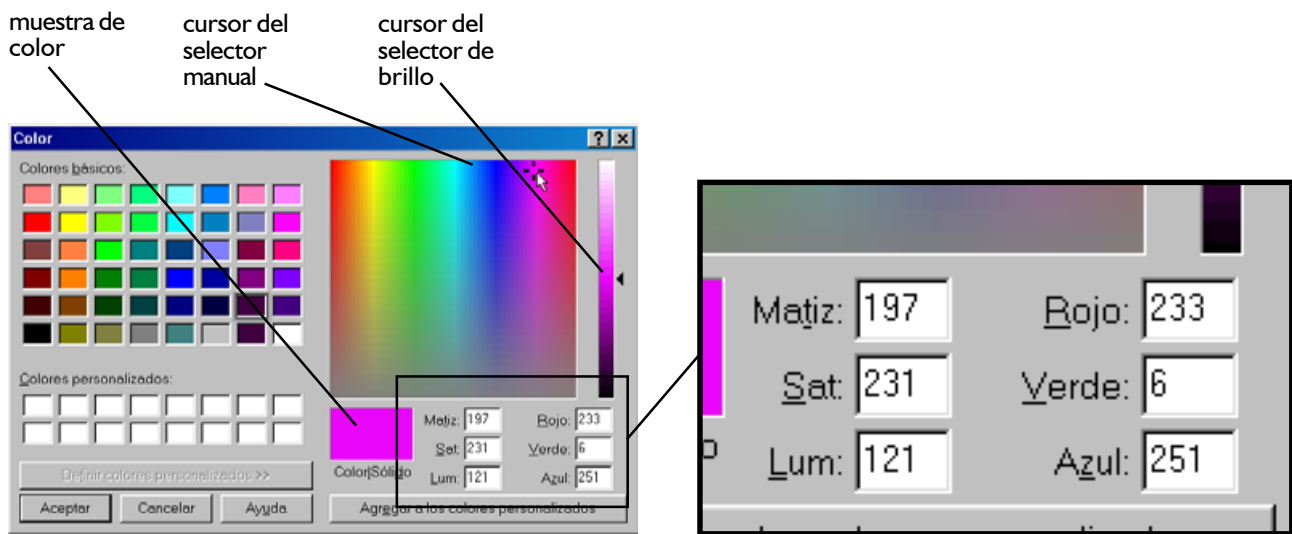 muestra de
color
cursor del
selector
manual
cursor del
selector de
brillo
Color
Colores básicos:
Colores personalizados:
Definir colores personalizados >>
Aceptar
Cancelar
Ayuda
Color|Sólido
Matiz: 197
Rojo: 233
Sat: 231
Verde: 6
Lum: 121
Azul: 251
Agregar a los colores personalizados
Matiz: 197
Rojo: 233
Sat: 231
Verde: 6
Lum: 121
Azul: 251